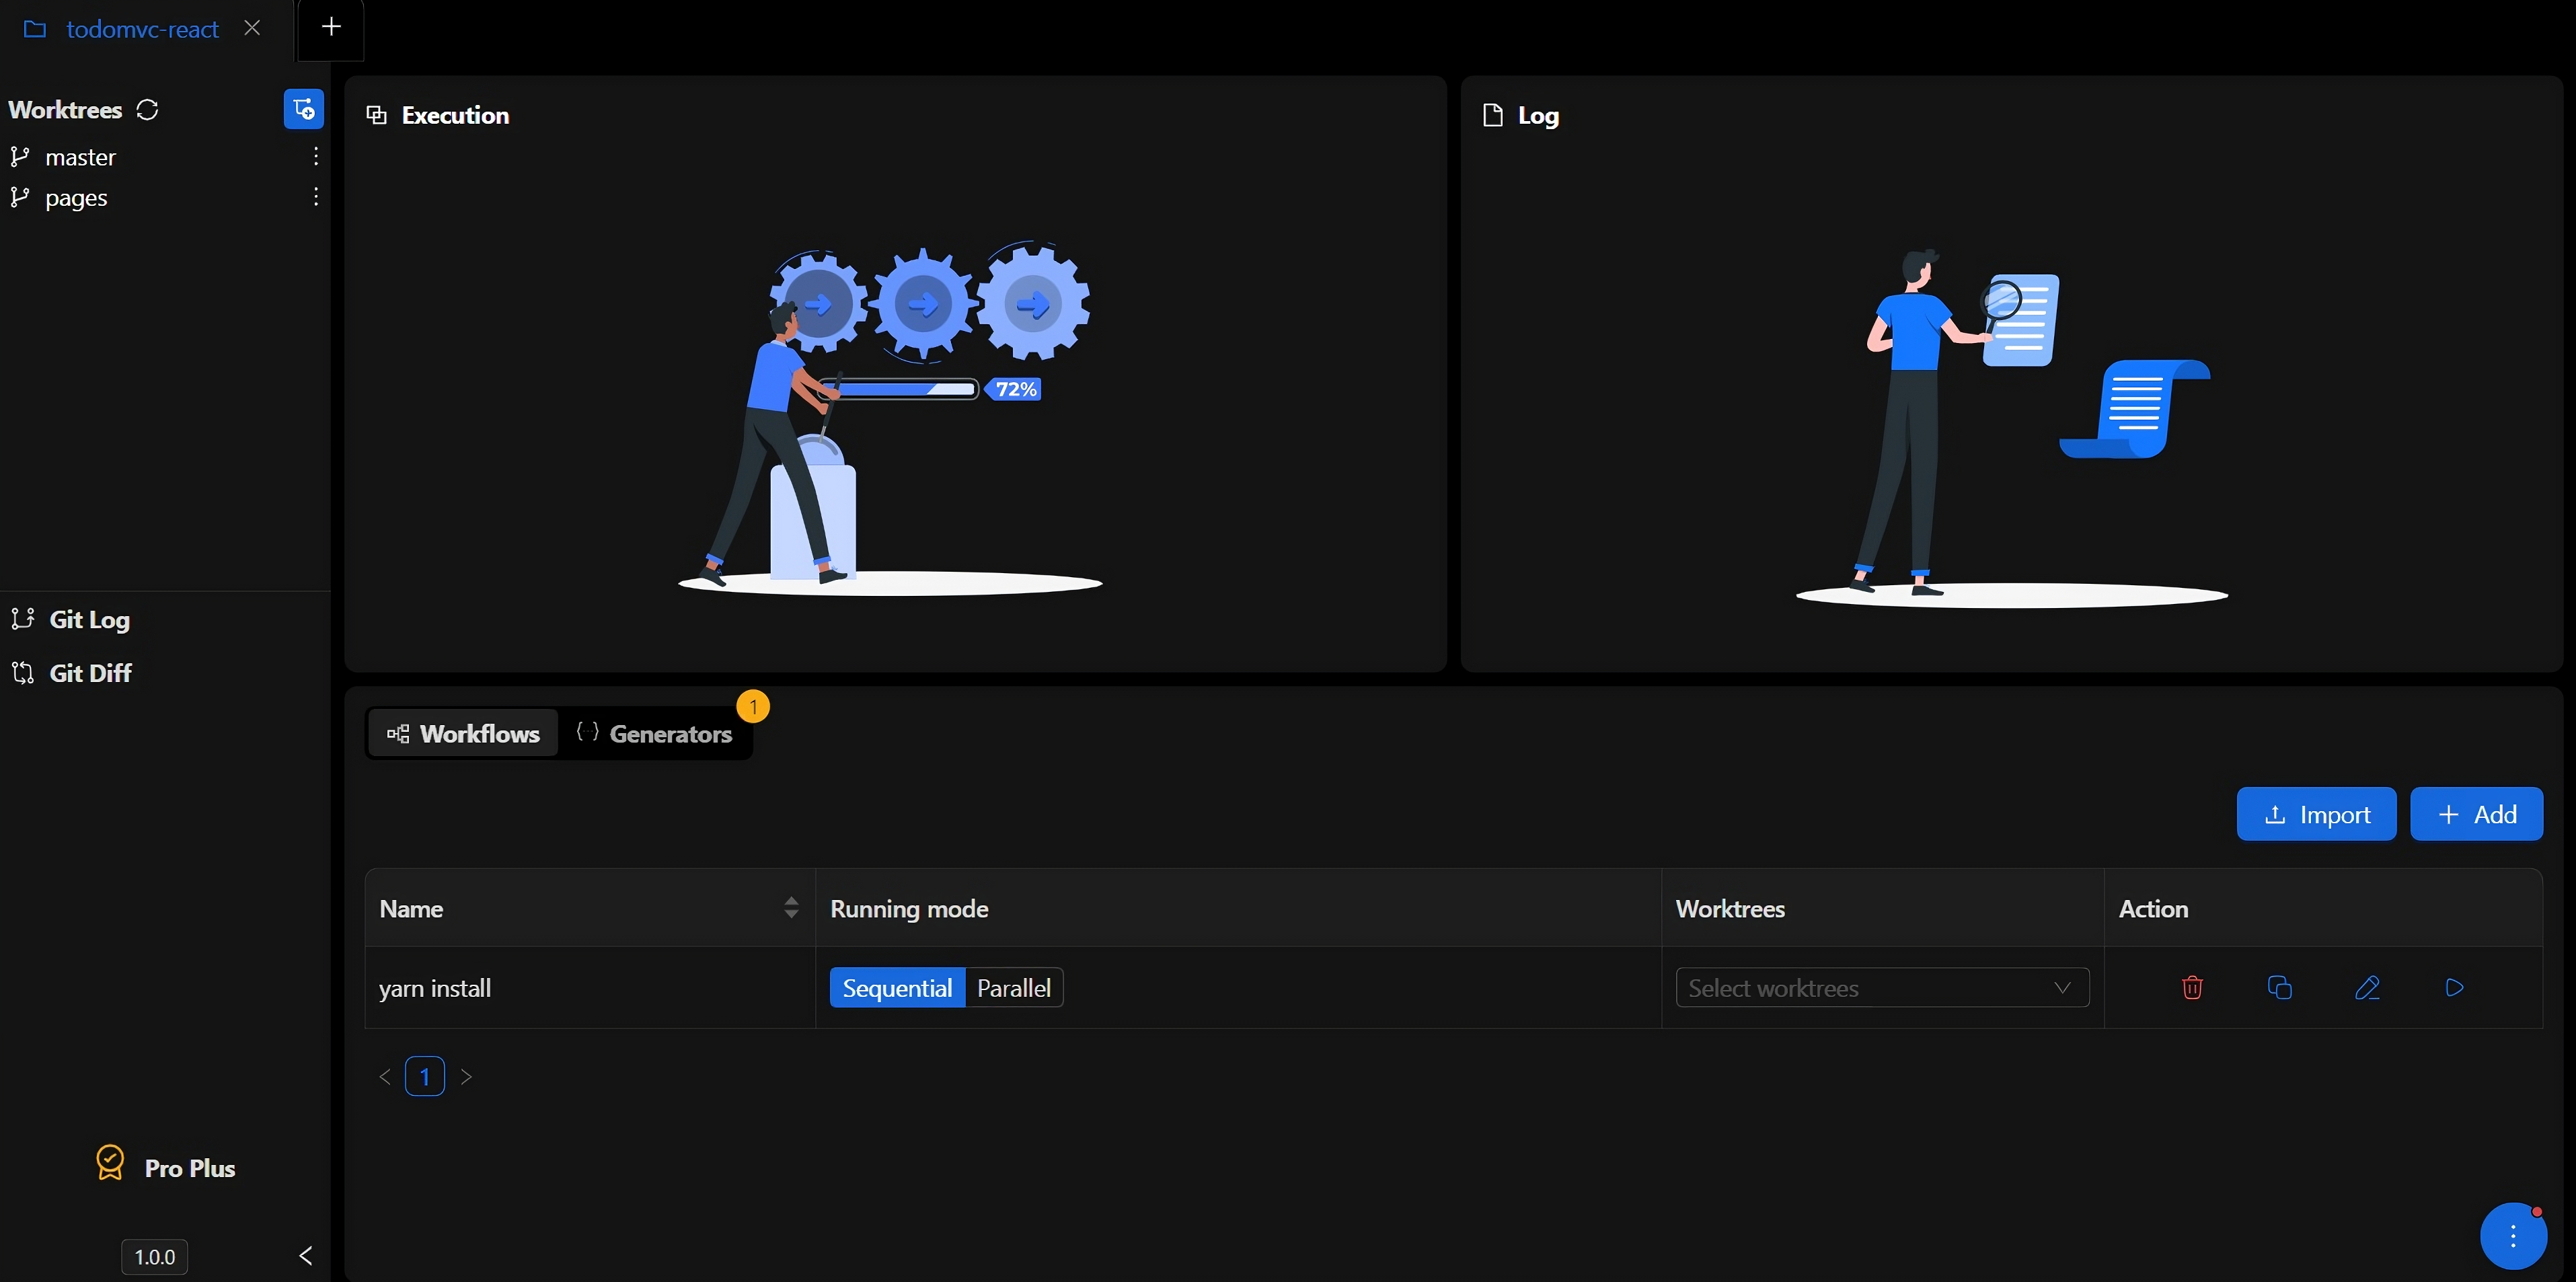 todomvc-react
Worktrees
master
pages
Git Log
Git Diff
Pro Plus
1.0.0
Execution
72%
Log
Workflows
Generators
1
Import
Add
Name
Running mode
Worktrees
Action
yarn install
Sequential
Parallel
Select worktrees
1